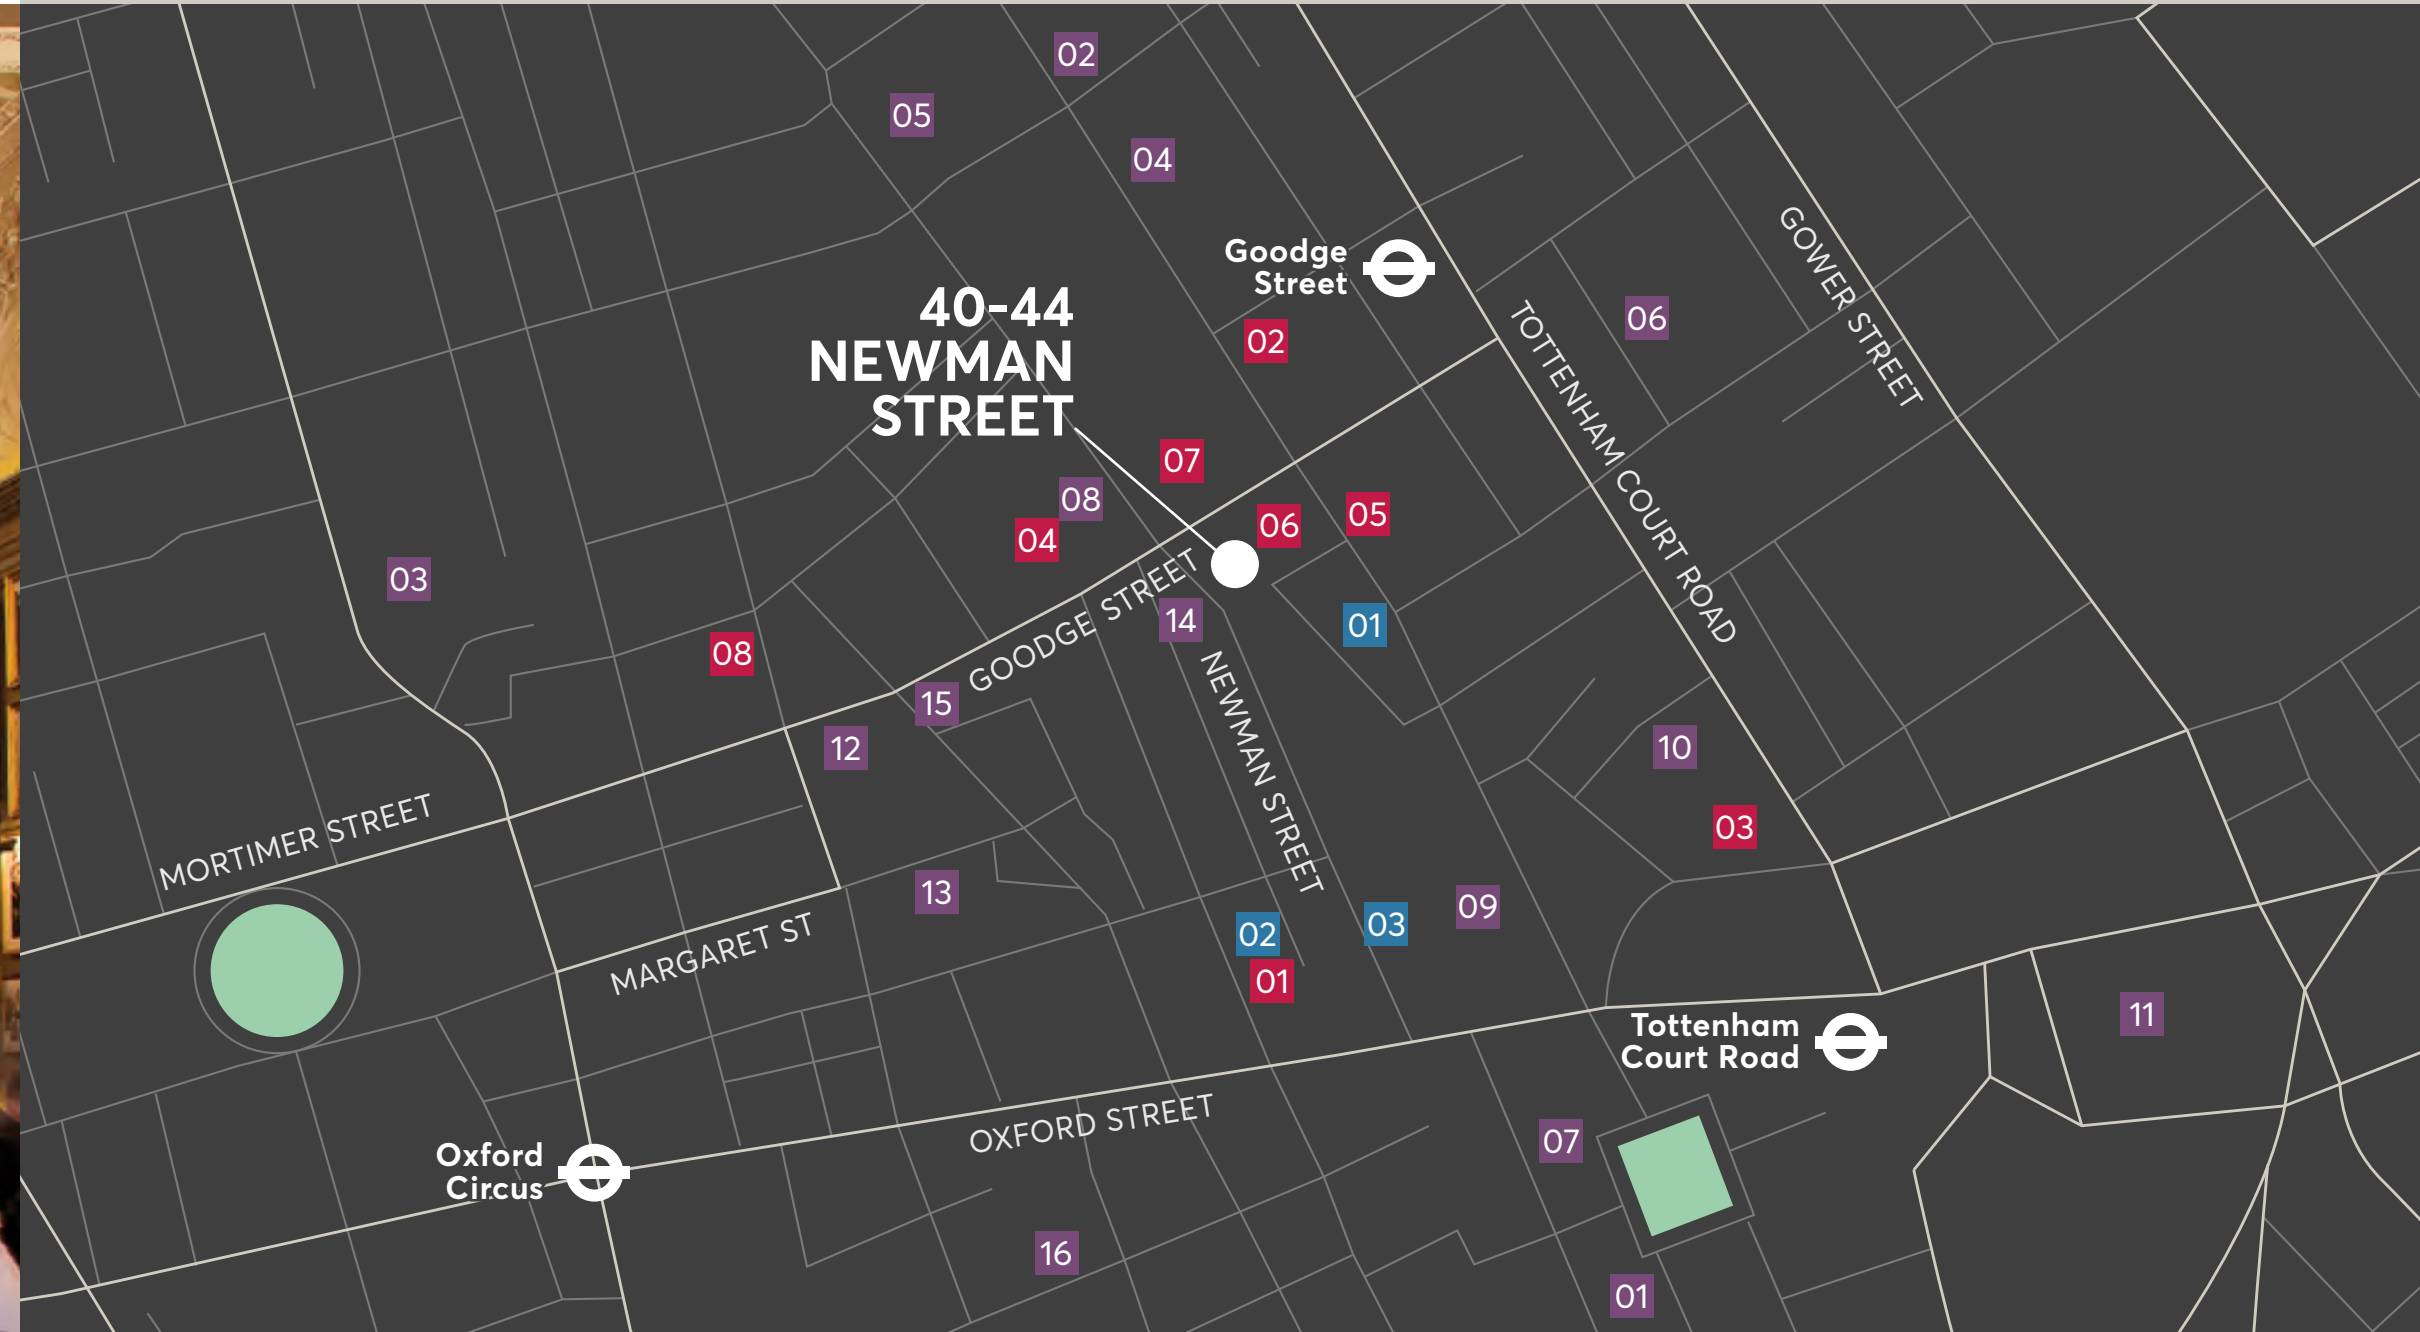 02
05
04
Goodge
Street
GOWER STREET
40-44
NEWMAN
STREET
02
06
TOTTENHAM COURT ROAD
07
08
04
06
05
03
GOODGE STREET
14
01
08
NEWMAN STREET
15
12
10
MORTIMER STREET
03
13
MARGARET ST
02
03
09
01
Tottenham
Court Road
11
OXFORD STREET
Oxford
Circus
07
16
01